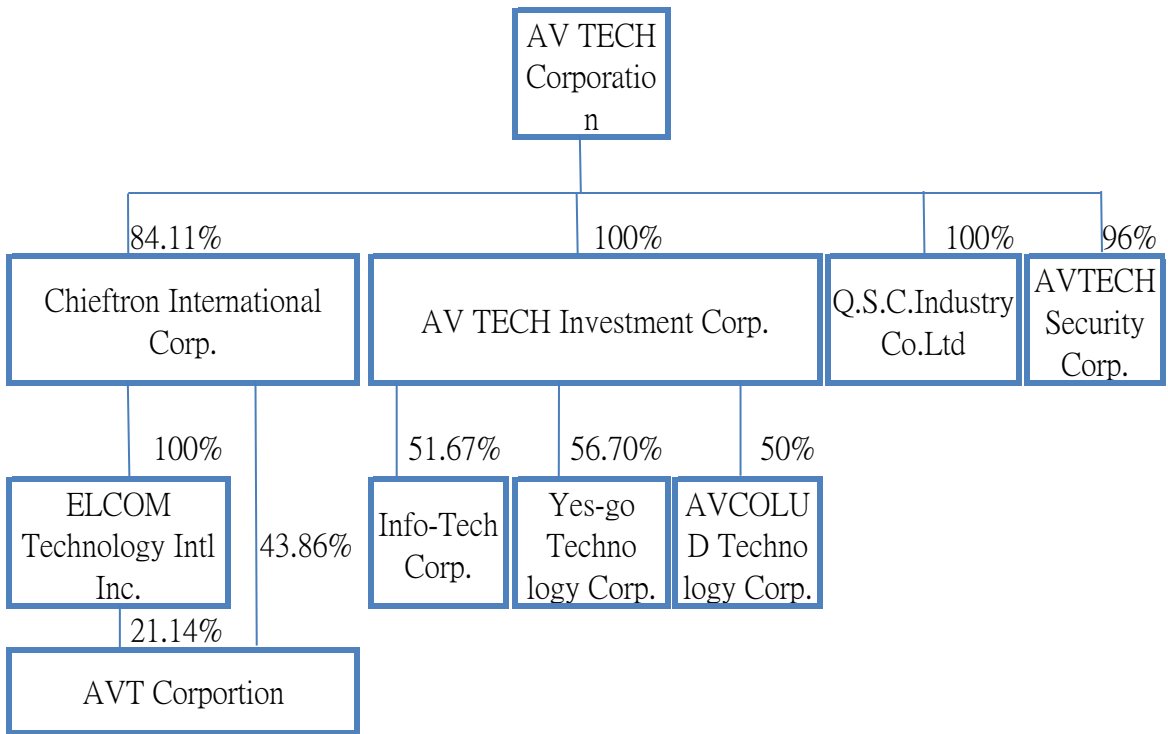 AV TECH
Corporatio
n
84.11%
100%
100%
96%
Chieftron International
Corp.
AV TECH Investment Corp.
Q.S.C.Industry
Co.Ltd
AVTECH
Security
Corp.
100%
51.67%
56.70%
50%
ELCOM
Technology Intl
Inc.
43.86%
Info-Tech
Corp.
Yes-go
Techno
logy Corp.
AVCOLU
D Techno
logy Corp.
21.14%
AVT Corportion